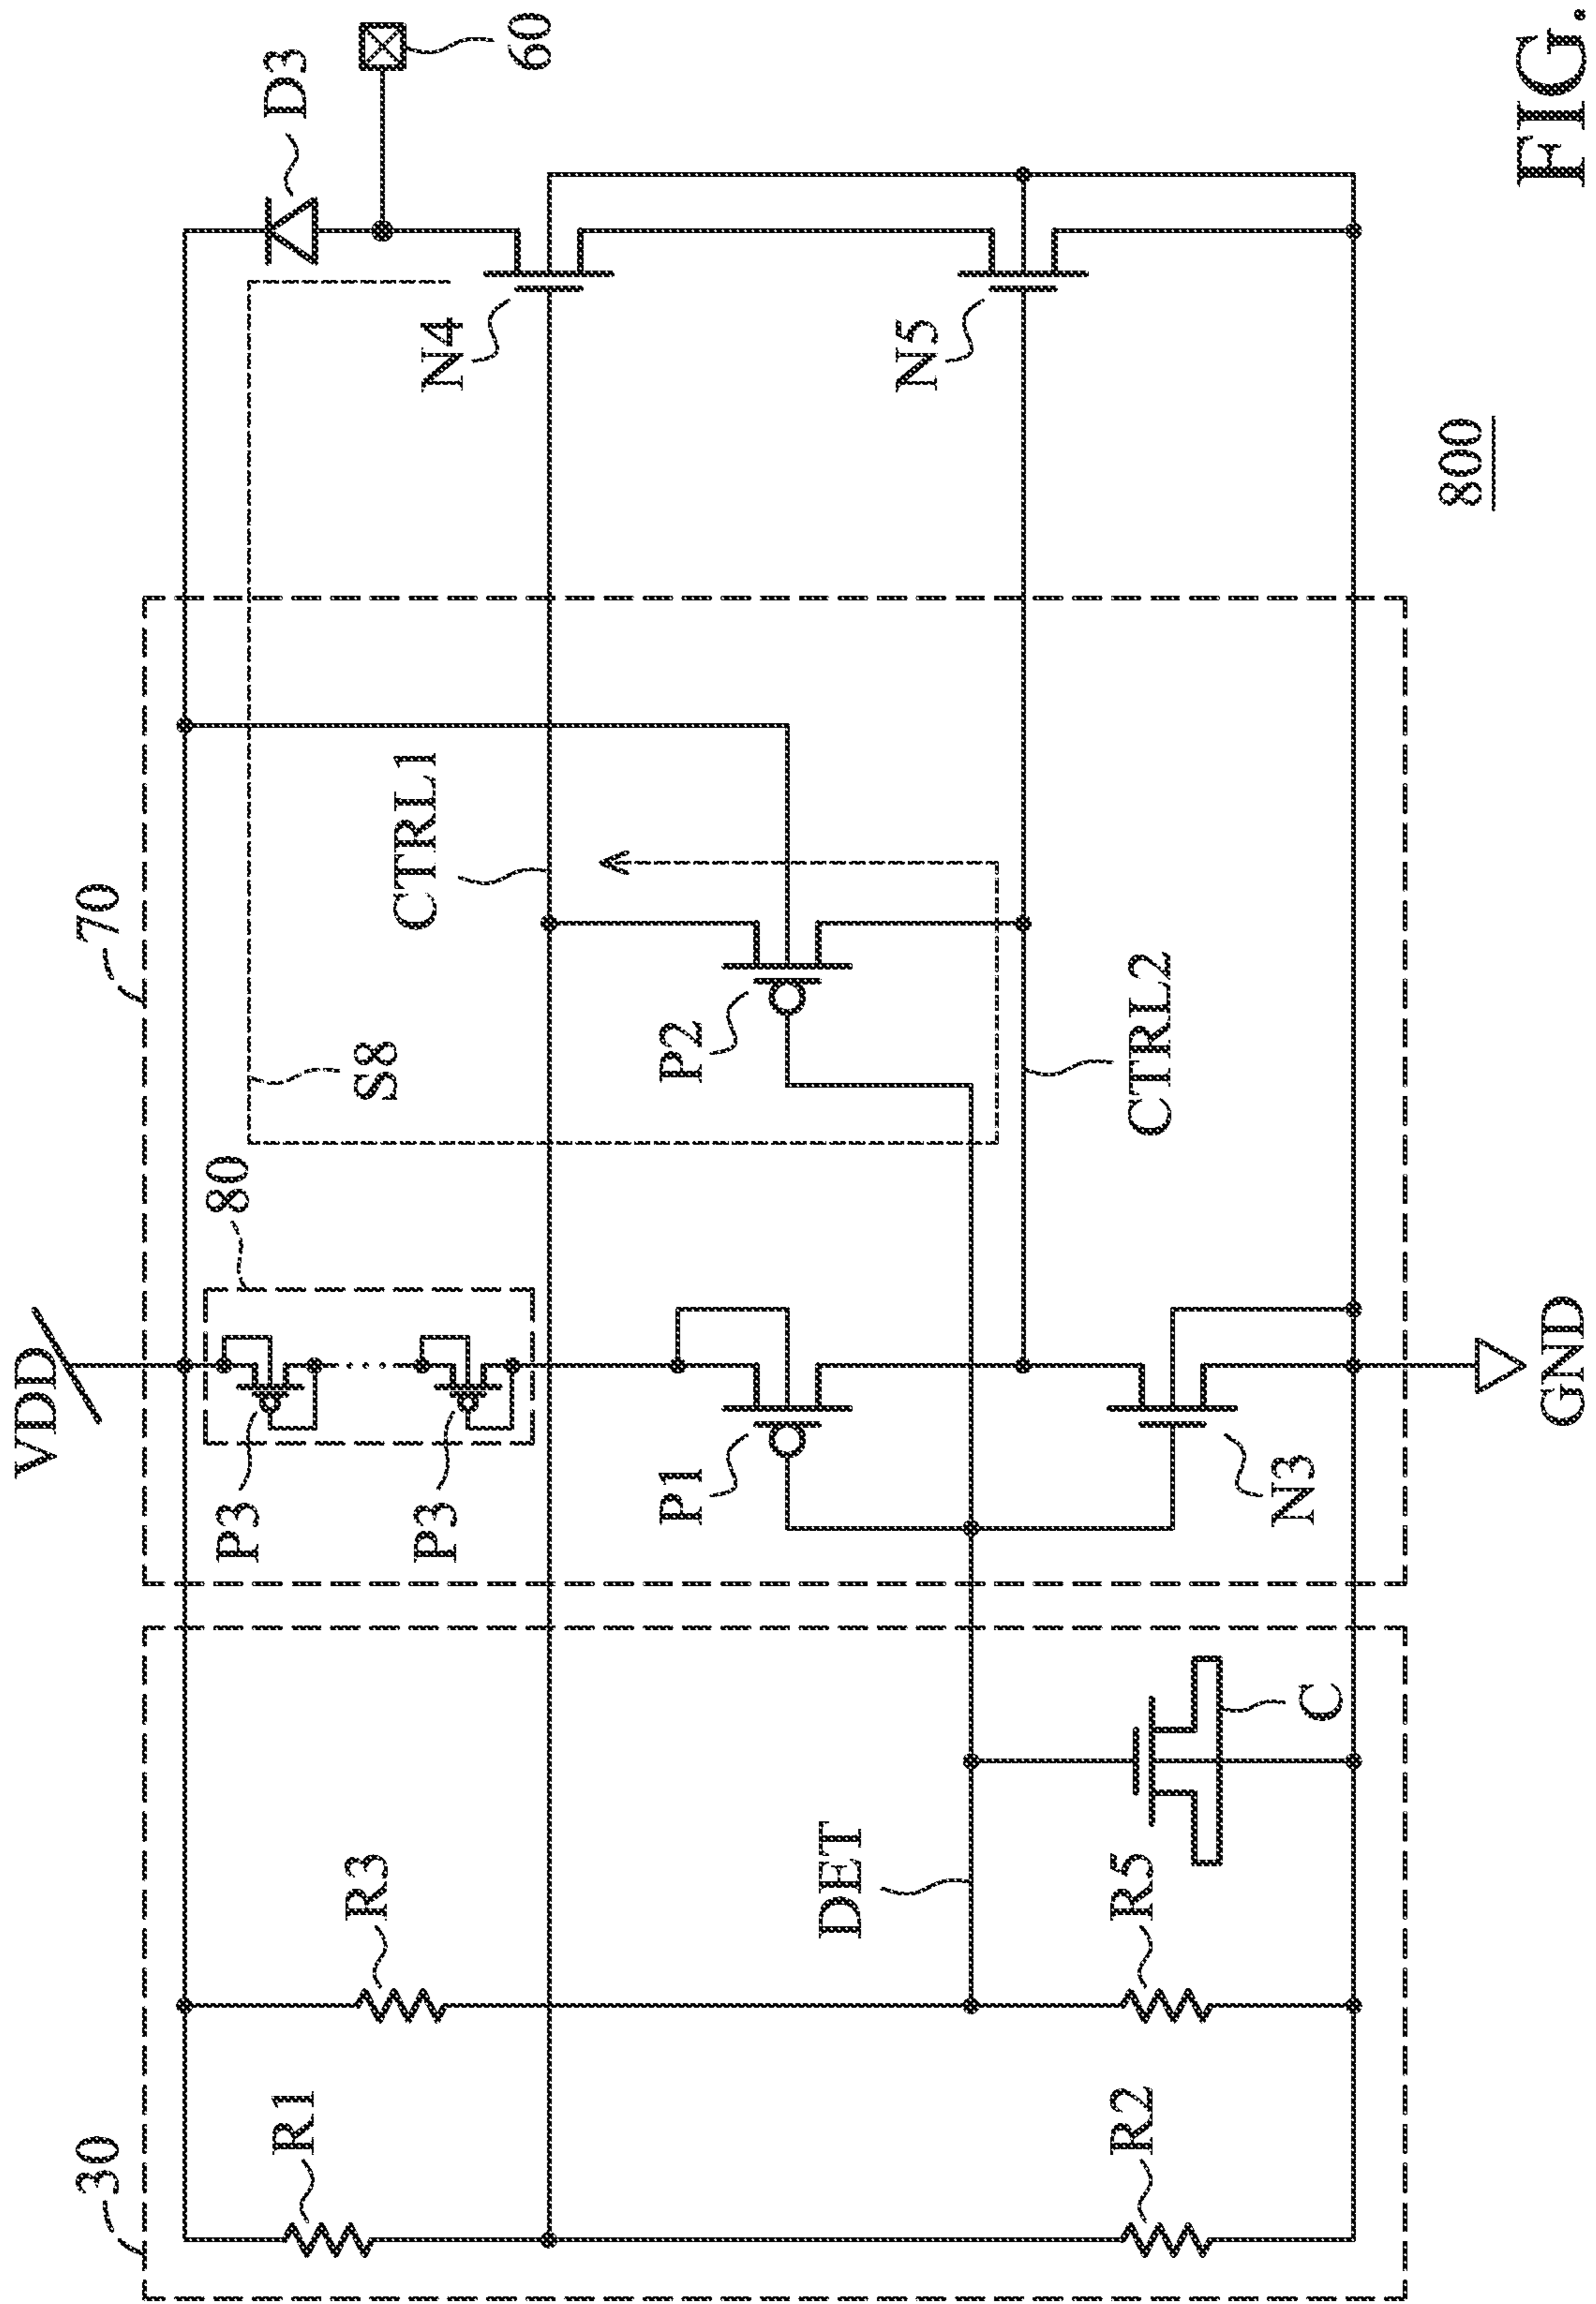 30
70
VDD
R1
R3
P3
80
D3
60
P3
S8
CTRL1
N4
DET
P1
P2
N5
R2
R5
C
N3
CTRL2
GND
800
FIG.